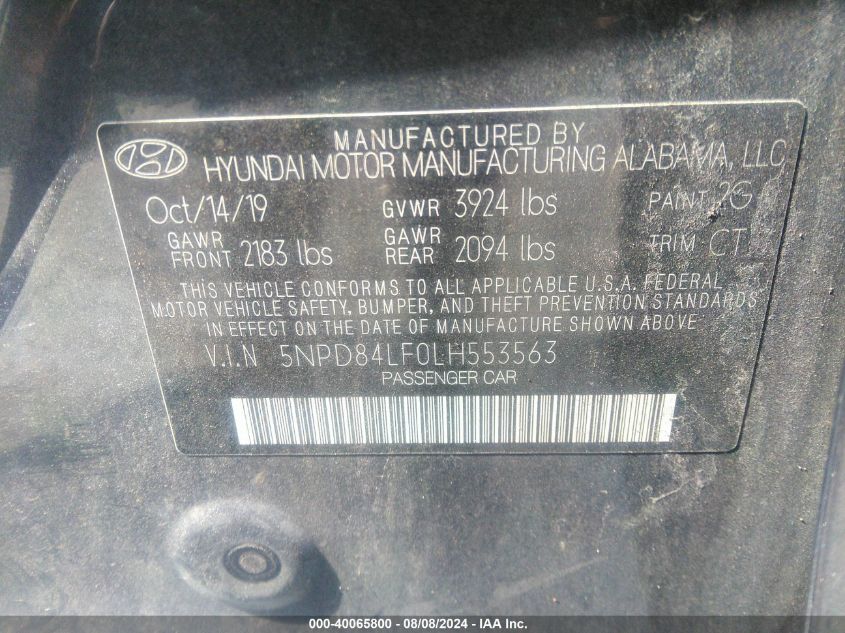 MANUFACTURED BY
HYUNDAI MOTOR MANUFACTURING ALABAMA, LLC
Oct/14/19 GVWR 3924 lbs PAINT 2G
GAWR FRONT 2183 lbs GAWR REAR 2094 lbs TRIM CT
THIS VEHICLE CONFORMS TO ALL APPLICABLE U.S.A. FEDERAL
MOTOR VEHICLE SAFETY, BUMPER, AND THEFT PREVENTION STANDARDS
IN EFFECT ON THE DATE OF MANUFACTURE SHOWN ABOVE
V.I.N 5NPD84LF0LH553563
PASSENGER CAR
000-40065800 - 08/08/2024 - IAA Inc.